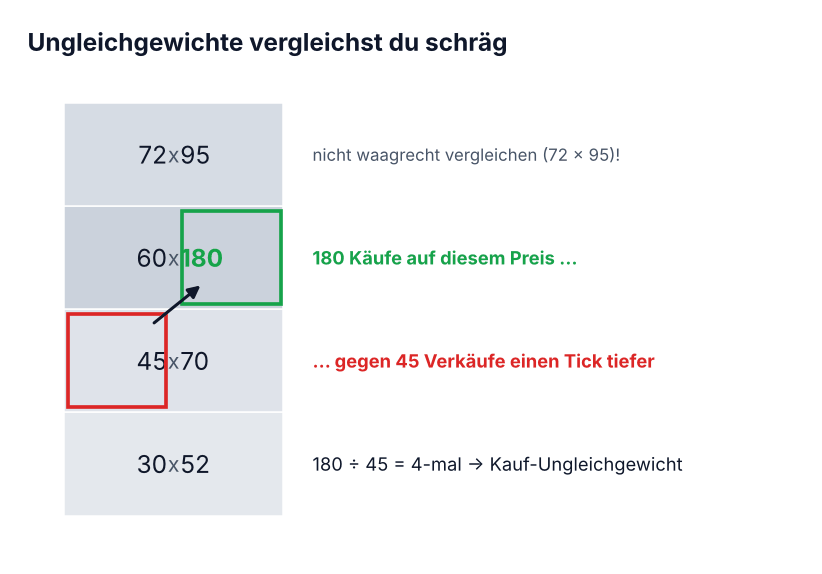 Ungleichgewichte vergleichst du schräg
72x95
nicht waagrecht vergleichen (72 × 95)!
60x180
180 Käufe auf diesem Preis …
45x70
… gegen 45 Verkäufe einen Tick tiefer
30x52
180 ÷ 45 = 4-mal → Kauf-Ungleichgewicht